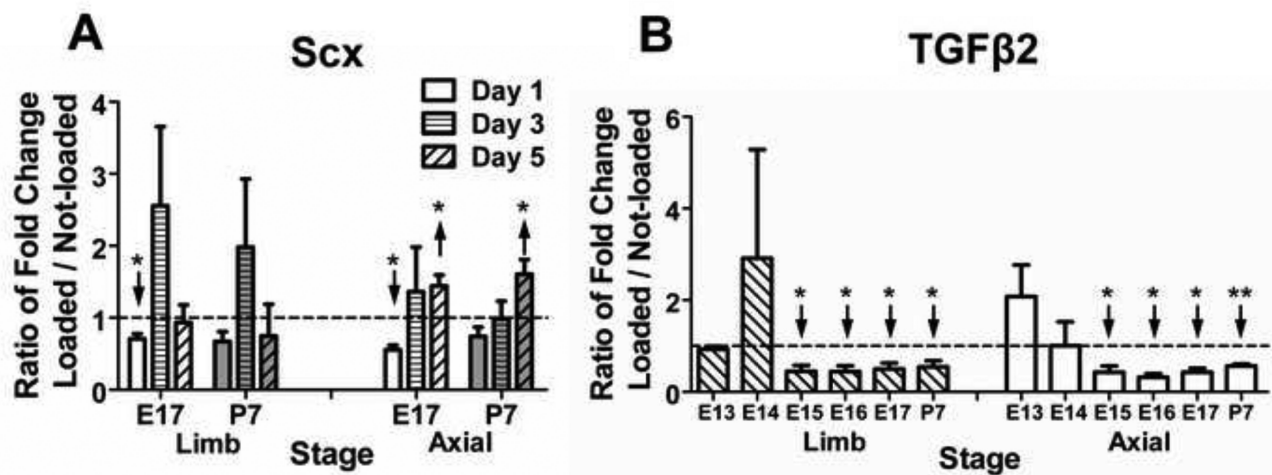 A
Scx
Ratio of Fold Change
Loaded / Not-loaded
4
3
2
1
0
Day 1
Day 3
Day 5
*
*
*
*
E17
P7
E17
P7
Limb
Axial
Stage
B
TGFβ2
Ratio of Fold Change
Loaded / Not-loaded
6
4
2
0
*
*
*
*
*
*
*
**
E13
E14
E15
E16
E17
P7
E13
E14
E15
E16
E17
P7
Limb
Axial
Stage